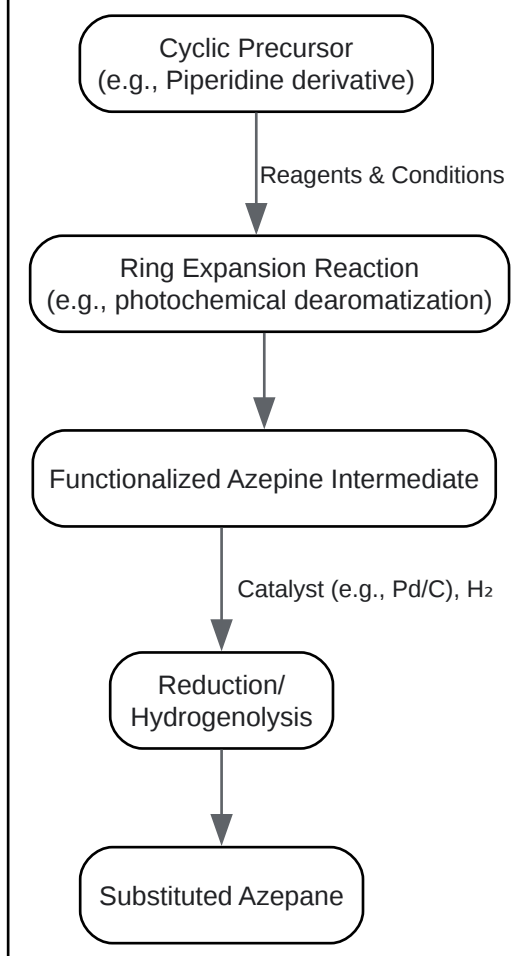 Cyclic Precursor
(e.g., Piperidine derivative)
Reagents & Conditions
Ring Expansion Reaction
(e.g., photochemical dearomatization)
Functionalized Azepine Intermediate
Catalyst (e.g., Pd/C), H₂
Reduction/
Hydrogenolysis
Substituted Azepane